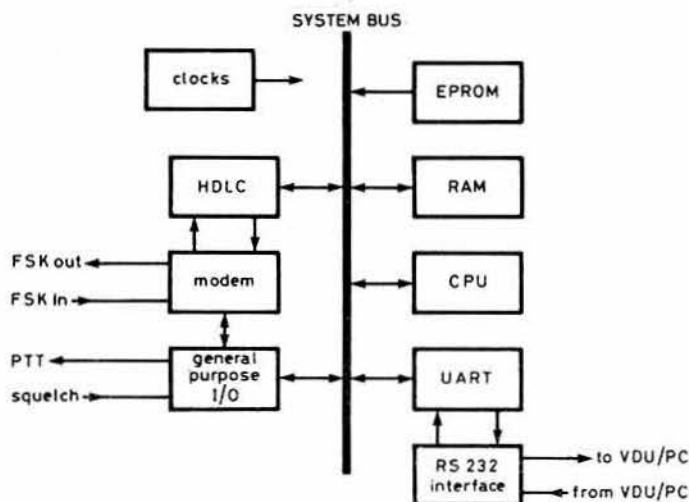 SYSTEM BUS
clocks
EPROM
HDLC
RAM
FSK out
FSK in
modem
CPU
PTT
squelch
general
purpose
I/O
UART
RS 232
interface
to VDU/PC
from VDU/PC